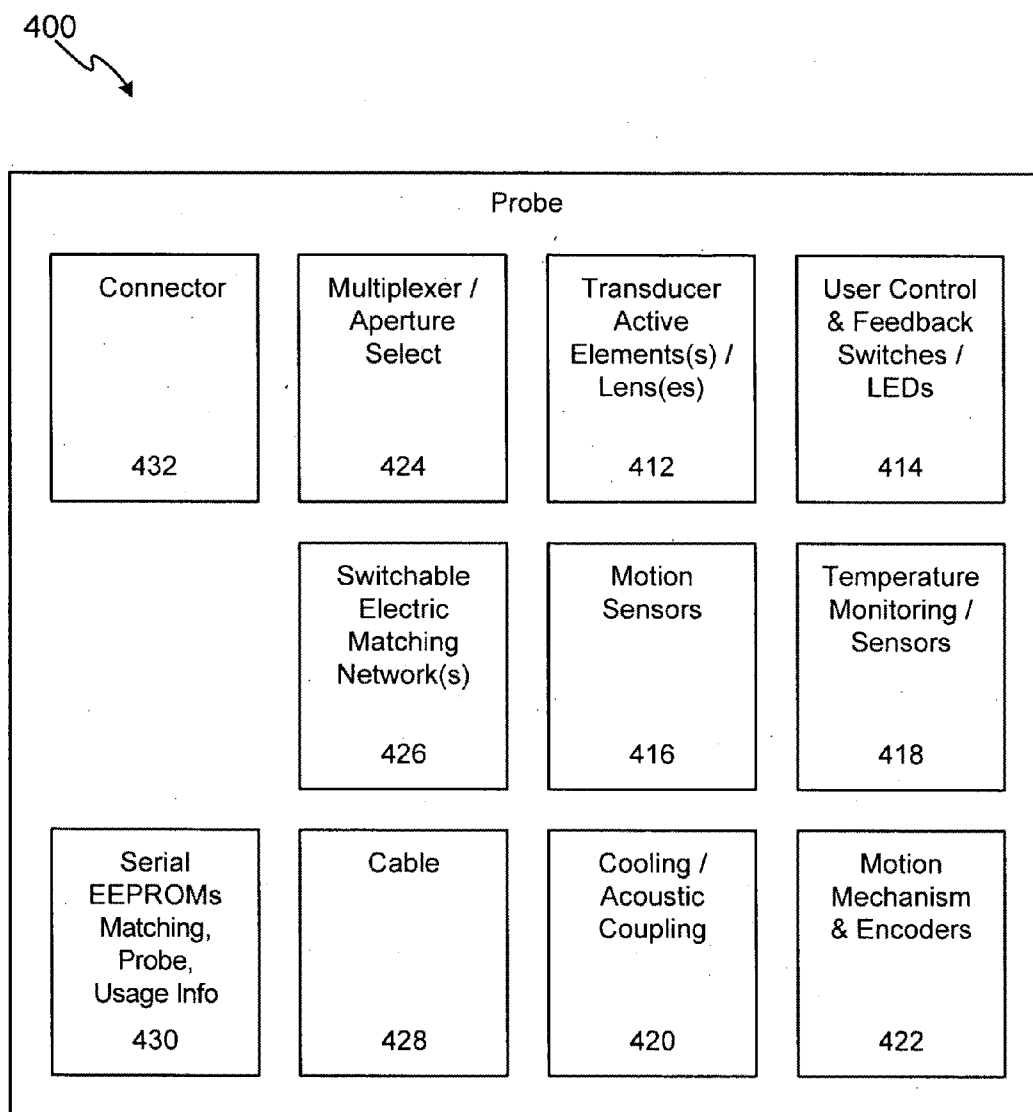 400
Probe
Connector
432
Multiplexer /
Aperture
Select
424
Transducer
Active
Elements(s) /
Lens(es)
412
User Control
& Feedback
Switches /
LEDs
414
Switchable
Electric
Matching
Network(s)
426
Motion
Sensors
416
Temperature
Monitoring /
Sensors
418
Serial
EEPROMs
Matching,
Probe,
Usage Info
430
Cable
428
Cooling /
Acoustic
Coupling
420
Motion
Mechanism
& Encoders
422